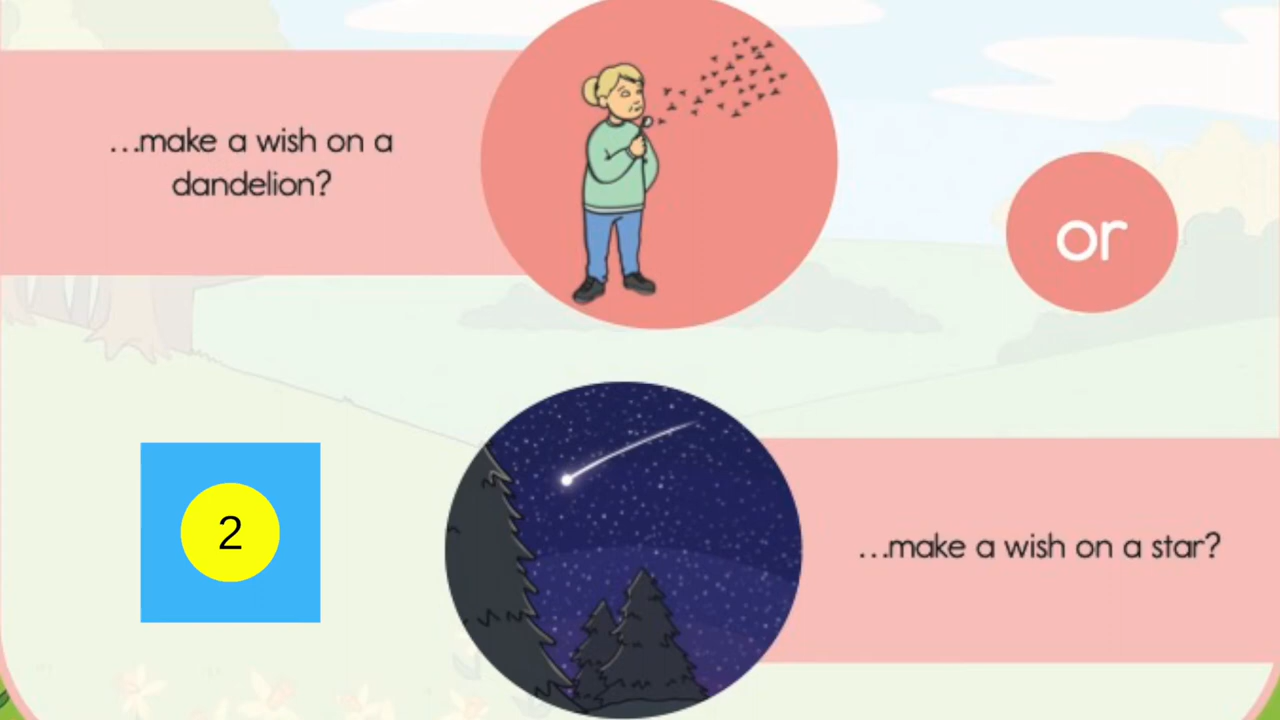 ...make a wish on a
dandelion?
or
2
...make a wish on a star?